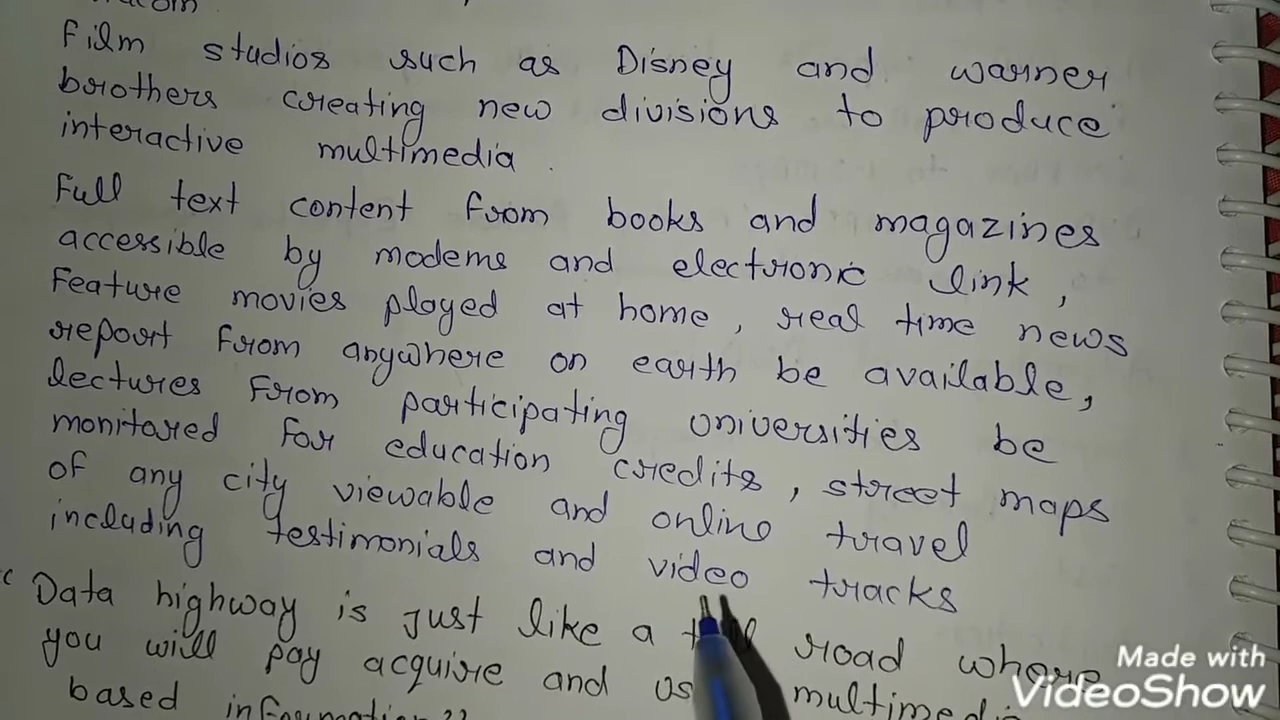 Film studios such as Disney and warner
brothers creating new divisions to produce
interactive multimedia.
Full text content from books and magazines
accessible by modems and electronic link,
Feature movies played at home, real time news
report from anywhere on earth be available,
lectures from participating universities be
monitored for education credits, street maps
of any city viewable and online travel
including testimonials and video tracks
Data highway is just like a road where
you will pay acquire and
based information"
Made with
VideoShow